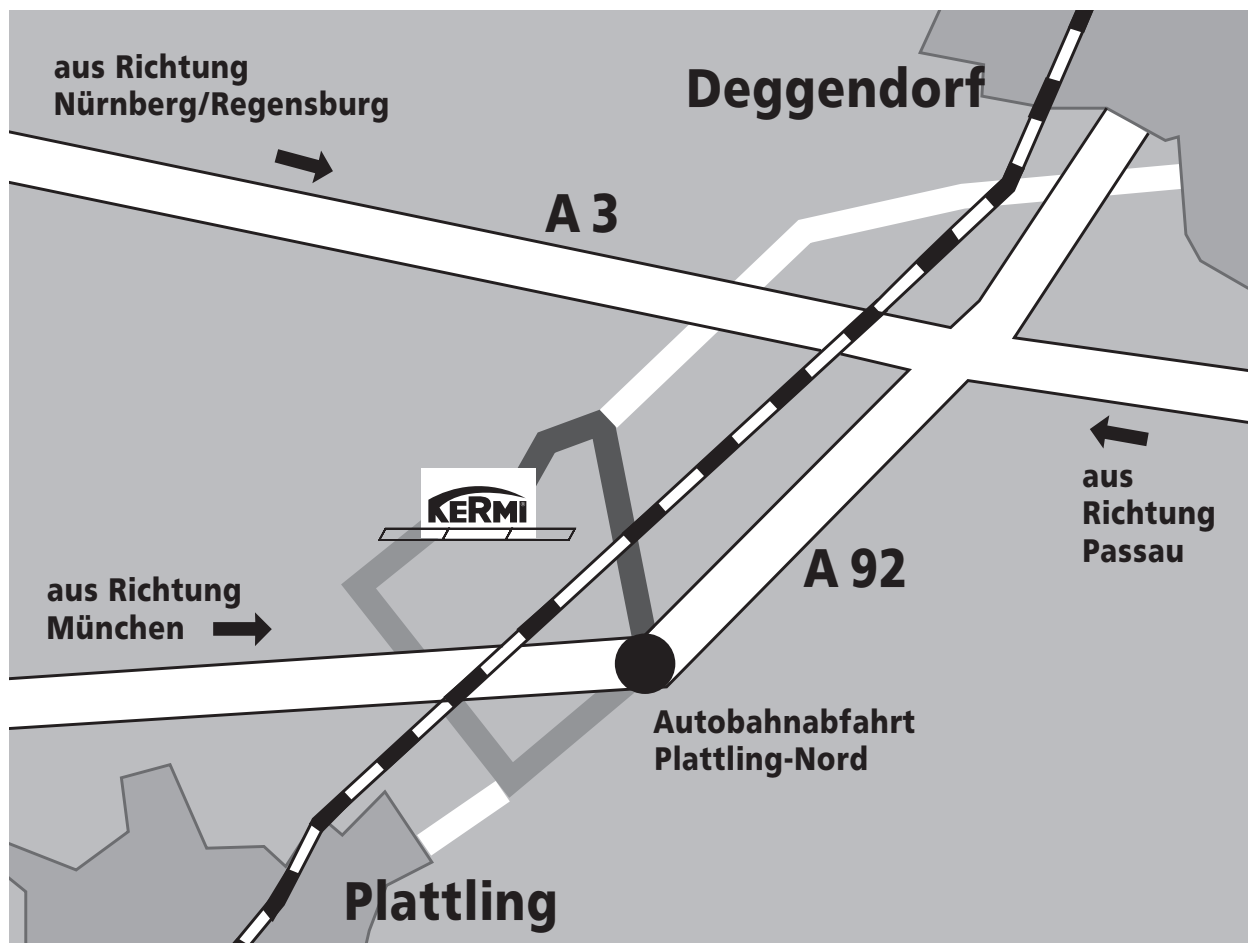 aus Richtung
Nürnberg/Regensburg
Deggendorf
A 3
KERMI
aus
Richtung
Passau
A 92
aus Richtung
München
Autobahnabfahrt
Plattling-Nord
Plattling